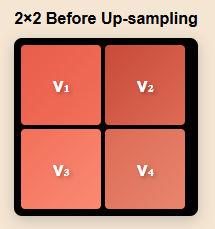 2×2 Before Up-sampling
V₁ V₂
V₃ V₄